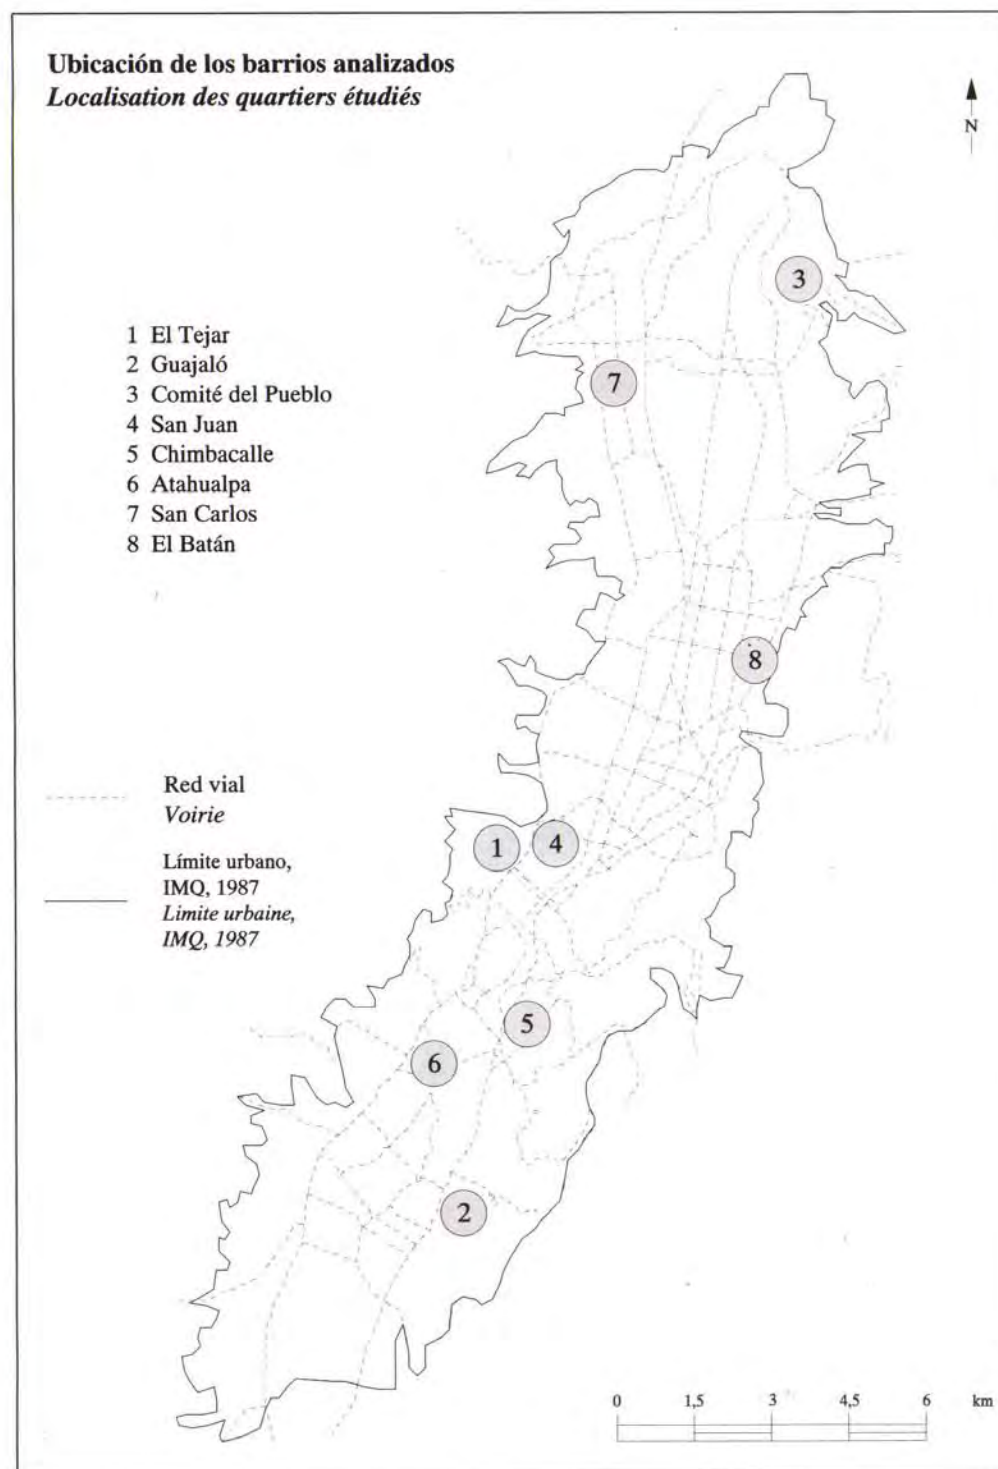 Ubicación de los barrios analizados
Localisation des quartiers étudiés
N
1 El Tejar
2 Guajaló
3 Comité del Pueblo
4 San Juan
5 Chimbacalle
6 Atahualpa
7 San Carlos
8 El Batán
3
7
8
1
4
5
6
2
Red vial
Voirie
Límite urbano,
IMQ, 1987
Limite urbaine,
IMQ, 1987
0 1,5 3 4,5 6 km